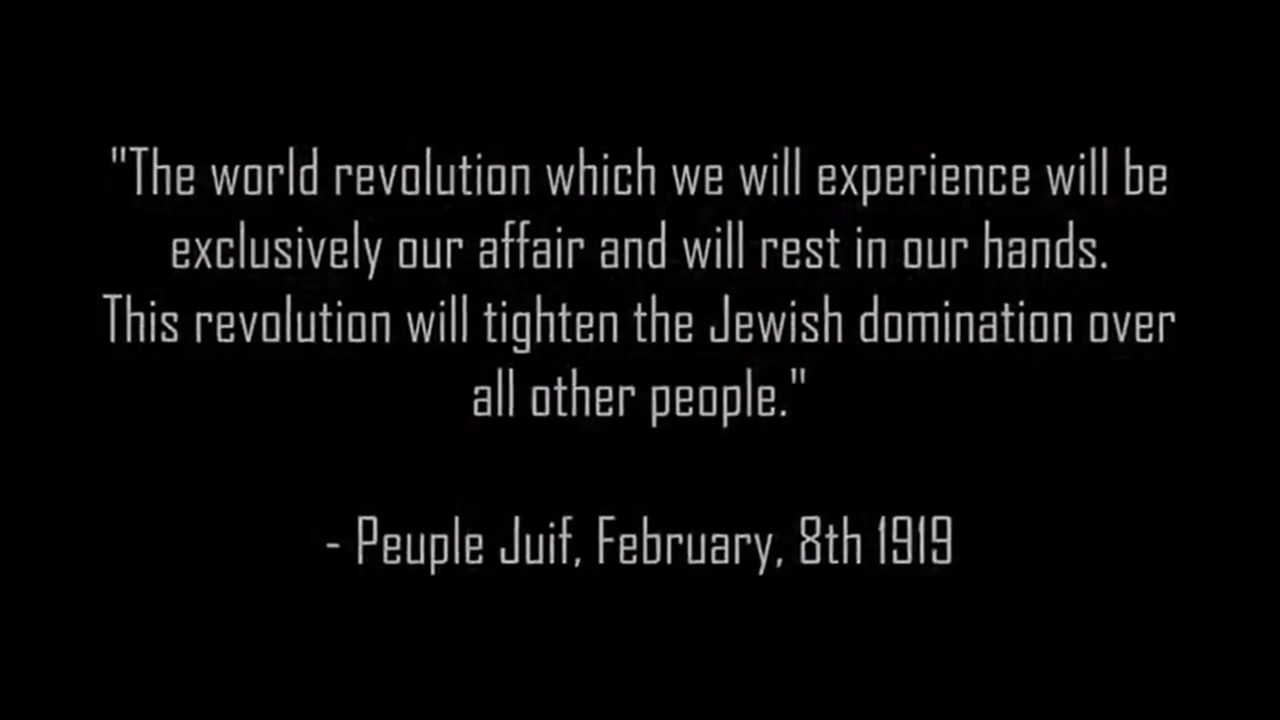 "The world revolution which we will experience will be
exclusively our affair and will rest in our hands.
This revolution will tighten the Jewish domination over
all other people."
- Peuple Juif, February, 8th 1919